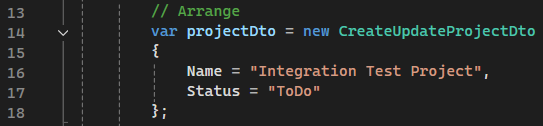 13 // Arrange
14 var projectDto = new CreateUpdateProjectDto
15 {
16 Name = "Integration Test Project",
17 Status = "ToDo"
18 };